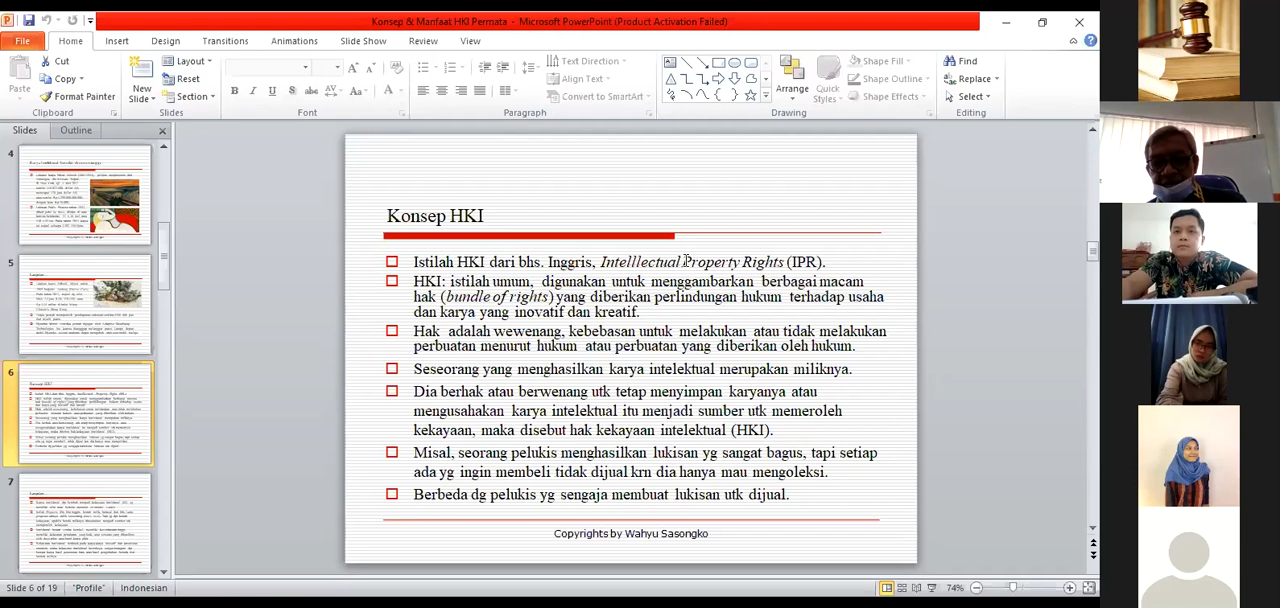 Konsep & Manfaat HKI Permata - Microsoft PowerPoint (Product Activation Failed)
File Home Insert Design Transitions Animations Slide Show Review View
Cut
Copy
Format Painter
Paste
Clipboard
New Slide
Layout
Reset
Section
Slides
Font
Text Direction
Align Text
Convert to SmartArt
Paragraph
Arrange
Quick Styles
Shape Fill
Shape Outline
Shape Effects
Drawing
Find
Replace
Select
Editing
Slides Outline
4
5
6
7
Konsep HKI
Istilah HKI dari bhs. Inggris, Intelllectual Property Rights (IPR).
HKI: istilah umum, digunakan untuk menggambarkan berbagai macam
hak (bundle of rights) yang diberikan perlindungan hukum terhadap usaha
dan karya yang inovatif dan kreatif.
Hak adalah wewenang, kebebasan untuk melakukan atau tidak melakukan
perbuatan menurut hukum atau perbuatan yang diberikan oleh hukum.
Seseorang yang menghasilkan karya intelektual merupakan miliknya.
Dia berhak atau berwenang utk tetap menyimpan karyanya atau
mengusahakan karya intelektual itu menjadi sumber utk memeroleh
kekayaan, maka disebut hak kekayaan intelektual (HKI).
Misal, seorang pelukis menghasilkan lukisan yg sangat bagus, tapi setiap
ada yg ingin membeli tidak dijual krn dia hanya mau mengoleksi.
Berbeda dg pelukis yg sengaja membuat lukisan utk dijual.
Copyrights by Wahyu Sasongko
Slide 6 of 19 "Profile" Indonesian 74%